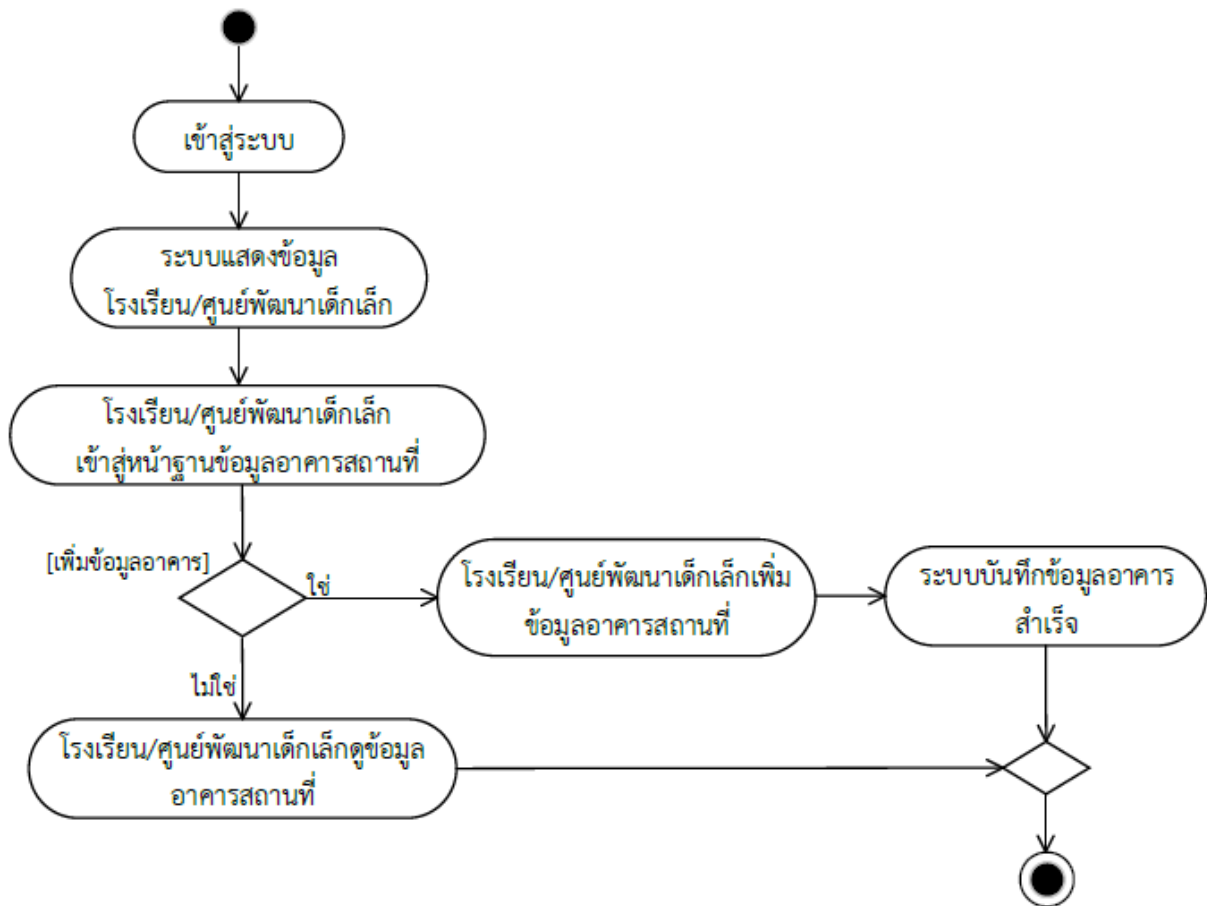 เข้าสู่ระบบ
ระบบแสดงข้อมูล
โรงเรียน/ศูนย์พัฒนาเด็กเล็ก
โรงเรียน/ศูนย์พัฒนาเด็กเล็ก
เข้าสู่หน้าฐานข้อมูลอาคารสถานที่
[เพิ่มข้อมูลอาคาร]
ใช่
โรงเรียน/ศูนย์พัฒนาเด็กเล็กเพิ่ม
ข้อมูลอาคารสถานที่
ระบบบันทึกข้อมูลอาคาร
สำเร็จ
ไม่ใช่
โรงเรียน/ศูนย์พัฒนาเด็กเล็กดูข้อมูล
อาคารสถานที่